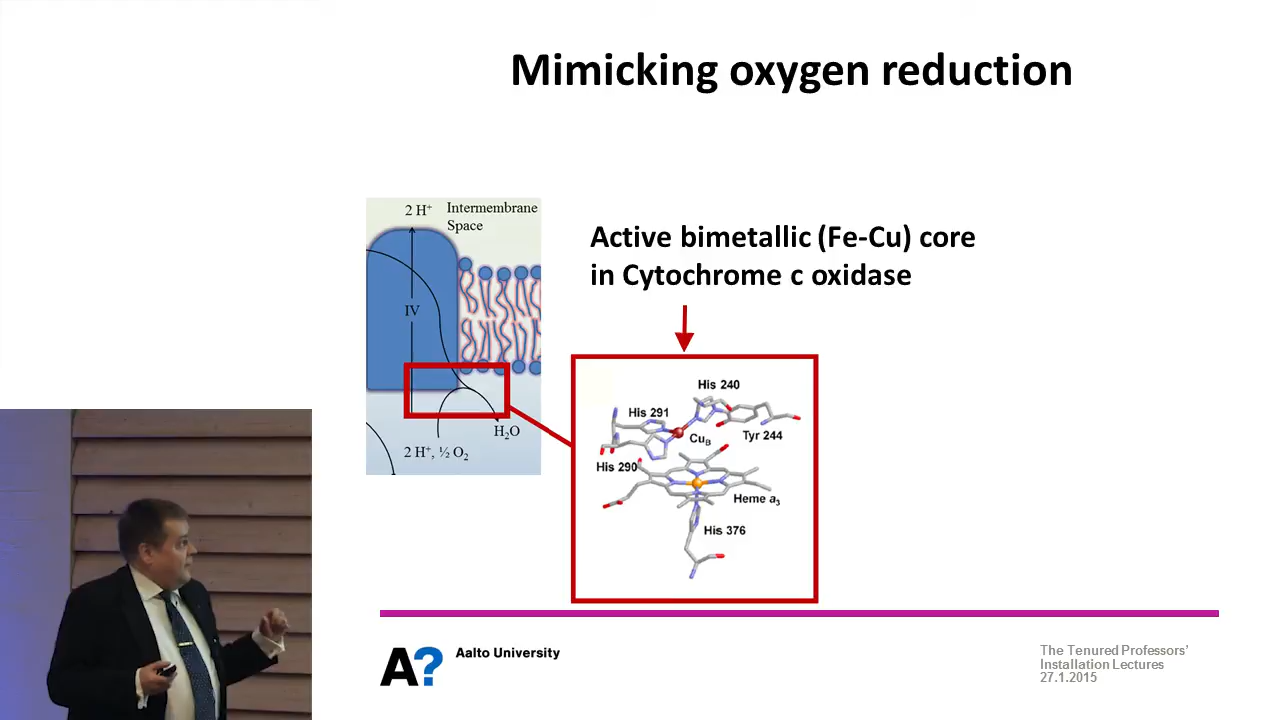 Mimicking oxygen reduction
2 H⁺
Intermembrane
Space
IV
H₂O
2 H⁺, ½ O₂
Active bimetallic (Fe-Cu) core
in Cytochrome c oxidase
His 240
His 291
Tyr 244
CuB
His 290
Heme a₃
His 376
A?
Aalto University
The Tenured Professors'
Installation Lectures
27.1.2015